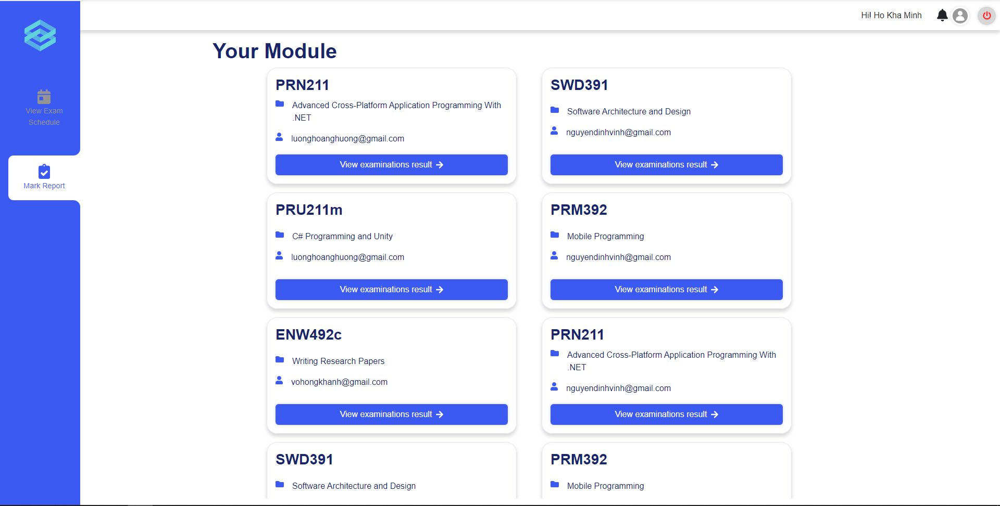 Hi! Ho Kha Minh
View Exam
Schedule
Mark Report
Your Module
PRN211
Advanced Cross-Platform Application Programming With
.NET
luonghoanghuong@gmail.com
View examinations result
SWD391
Software Architecture and Design
nguyendinhvinh@gmail.com
View examinations result
PRU211m
C# Programming and Unity
luonghoanghuong@gmail.com
View examinations result
PRM392
Mobile Programming
nguyendinhvinh@gmail.com
View examinations result
ENW492c
Writing Research Papers
vohongkhanh@gmail.com
View examinations result
PRN211
Advanced Cross-Platform Application Programming With
.NET
nguyendinhvinh@gmail.com
View examinations result
SWD391
Software Architecture and Design
PRM392
Mobile Programming